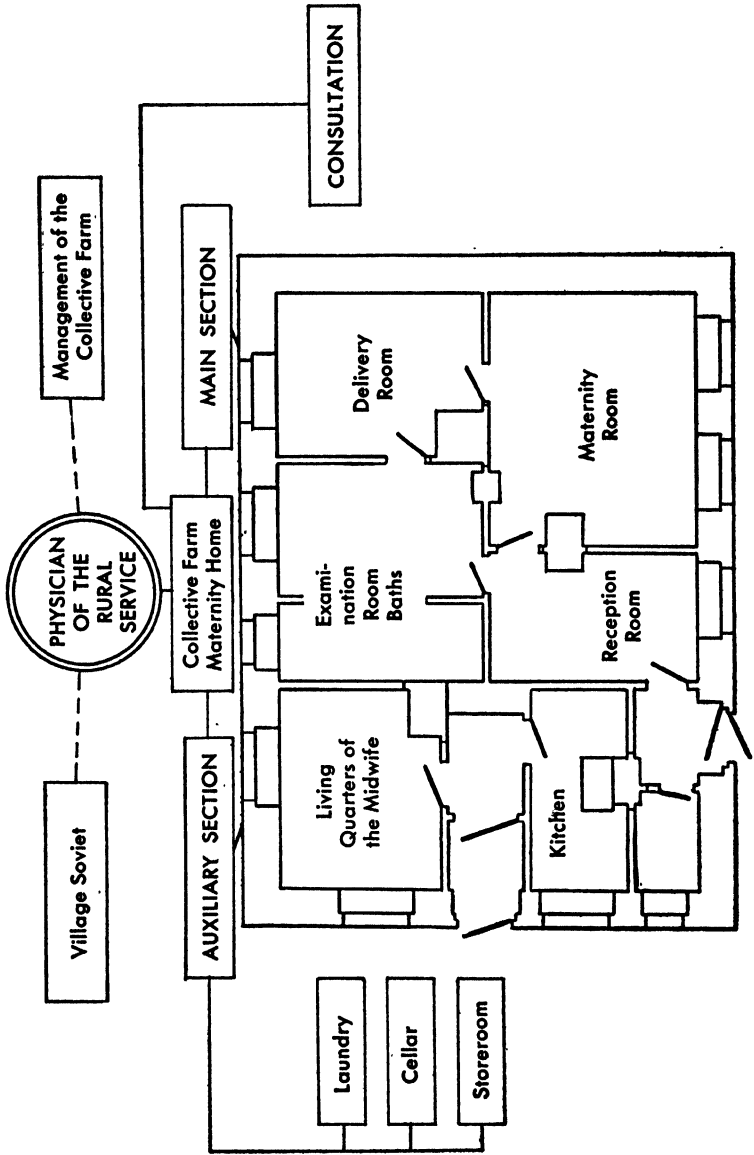 PHYSICIAN
OF THE
RURAL
SERVICE
Village Soviet
Management of the
Collective Farm
Collective Farm
Maternity Home
AUXILIARY SECTION
MAIN SECTION
CONSULTATION
Laundry
Cellar
Storeroom
Living
Quarters of
the Midwife
Exami-
nation
Room
Baths
Delivery
Room
Kitchen
Reception
Room
Maternity
Room